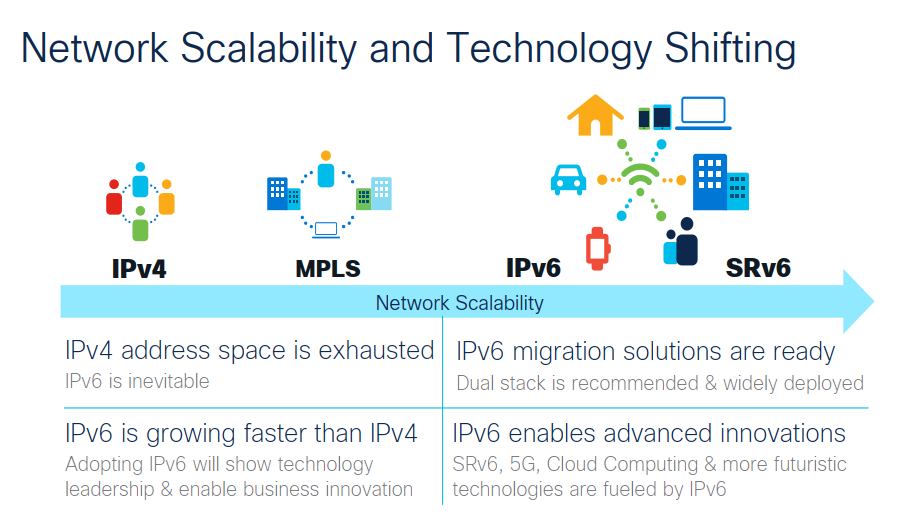 Network Scalability and Technology Shifting
IPv4
MPLS
IPv6
SRv6
Network Scalability
IPv4 address space is exhausted
IPv6 is inevitable
IPv6 migration solutions are ready
Dual stack is recommended & widely deployed
IPv6 is growing faster than IPv4
Adopting IPv6 will show technology
leadership & enable business innovation
IPv6 enables advanced innovations
SRv6, 5G, Cloud Computing & more futuristic
technologies are fueled by IPv6